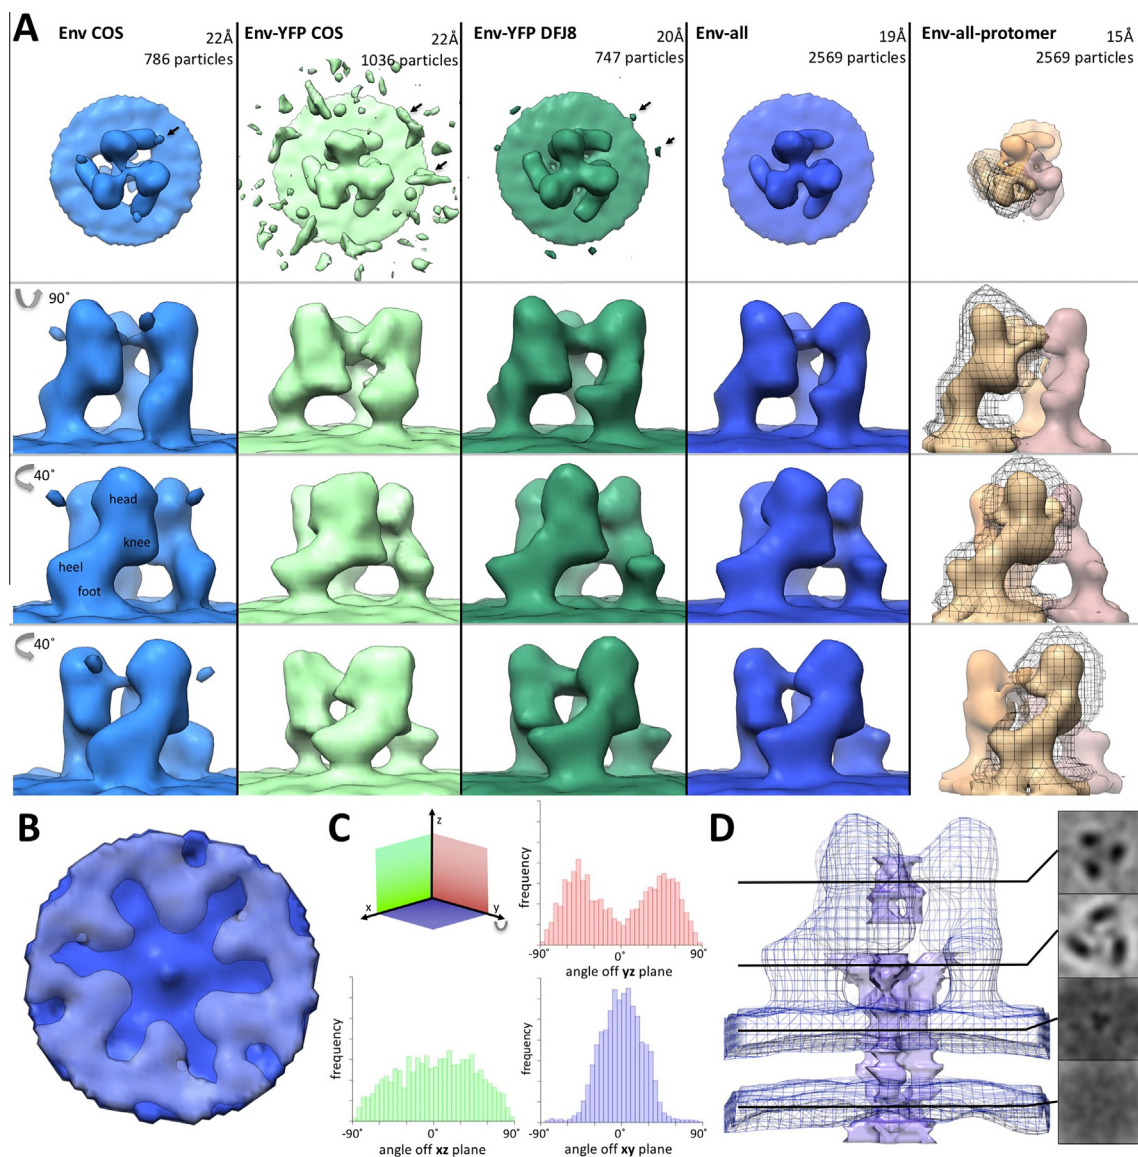 A
Env COS
22Å
786 particles
Env-YFP COS
22Å
1036 particles
Env-YFP DFJ8
20Å
747 particles
Env-all
19Å
2569 particles
Env-all-protomer
15Å
2569 particles
90˚
40˚
head
knee
heel
foot
40˚
B
C
z
x
y
frequency
-90˚
0˚
90˚
angle off yz plane
frequency
-90˚
0˚
90˚
angle off xz plane
frequency
-90˚
0˚
90˚
angle off xy plane
D